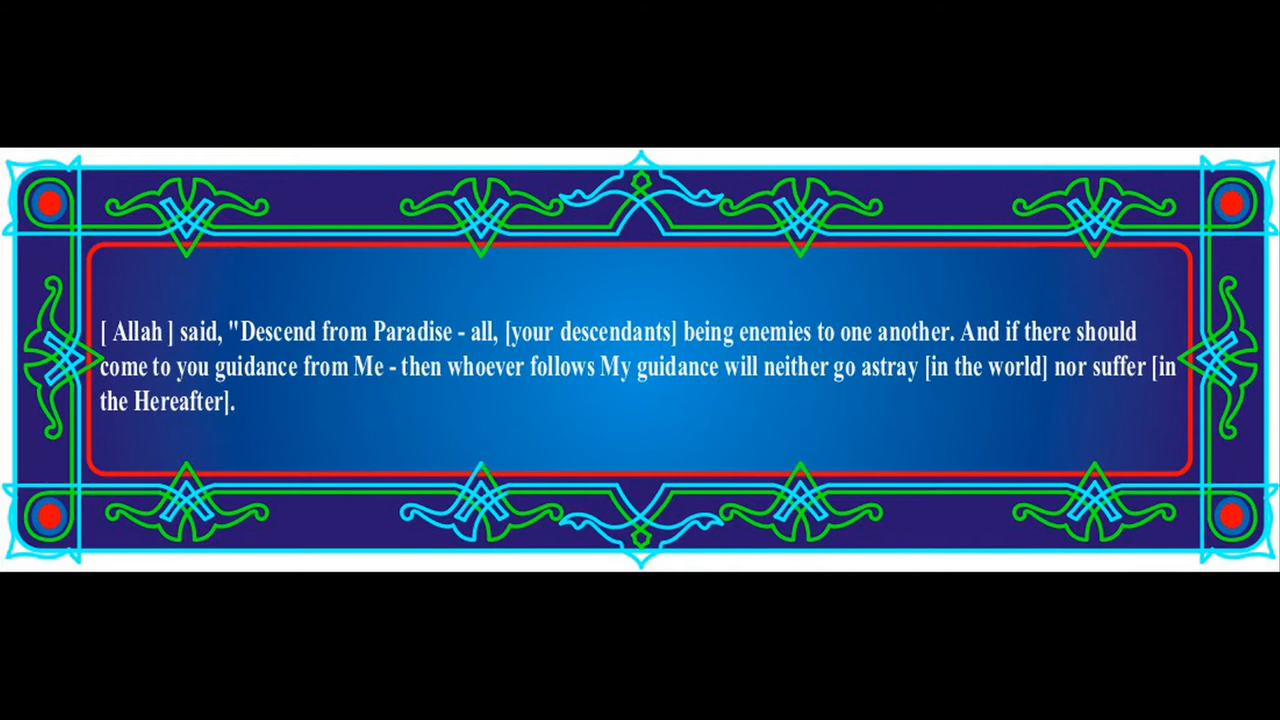 [ Allah ] said, "Descend from Paradise - all, [your descendants] being enemies to one another. And if there should
come to you guidance from Me - then whoever follows My guidance will neither go astray [in the world] nor suffer [in
the Hereafter].